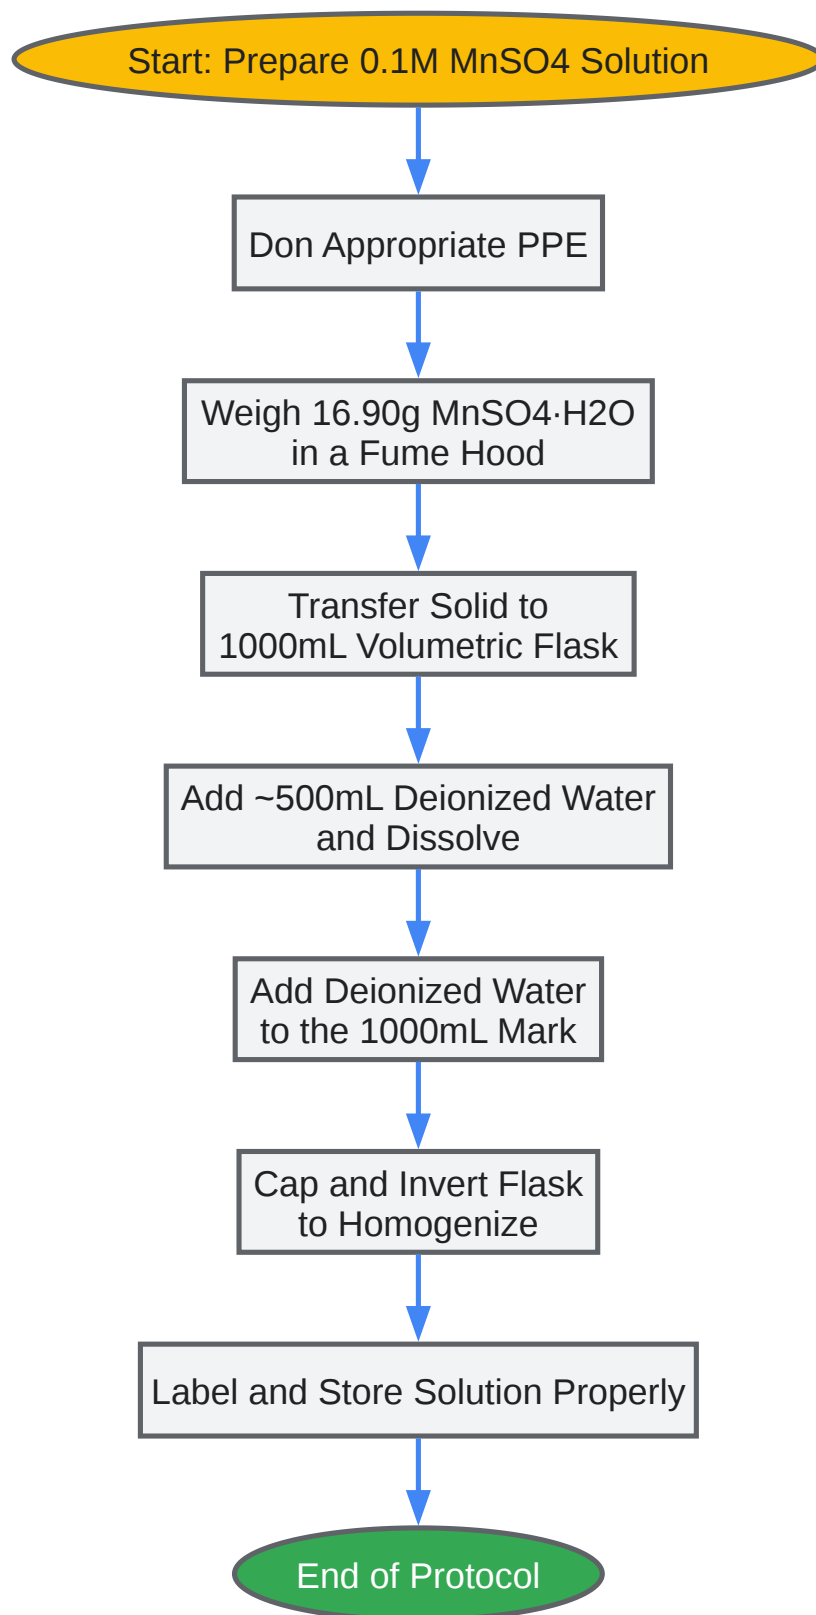 Start: Prepare 0.1M MnSO4 Solution
Don Appropriate PPE
Weigh 16.90g MnSO4·H2O
in a Fume Hood
Transfer Solid to
1000mL Volumetric Flask
Add ~500mL Deionized Water
and Dissolve
Add Deionized Water
to the 1000mL Mark
Cap and Invert Flask
to Homogenize
Label and Store Solution Properly
End of Protocol